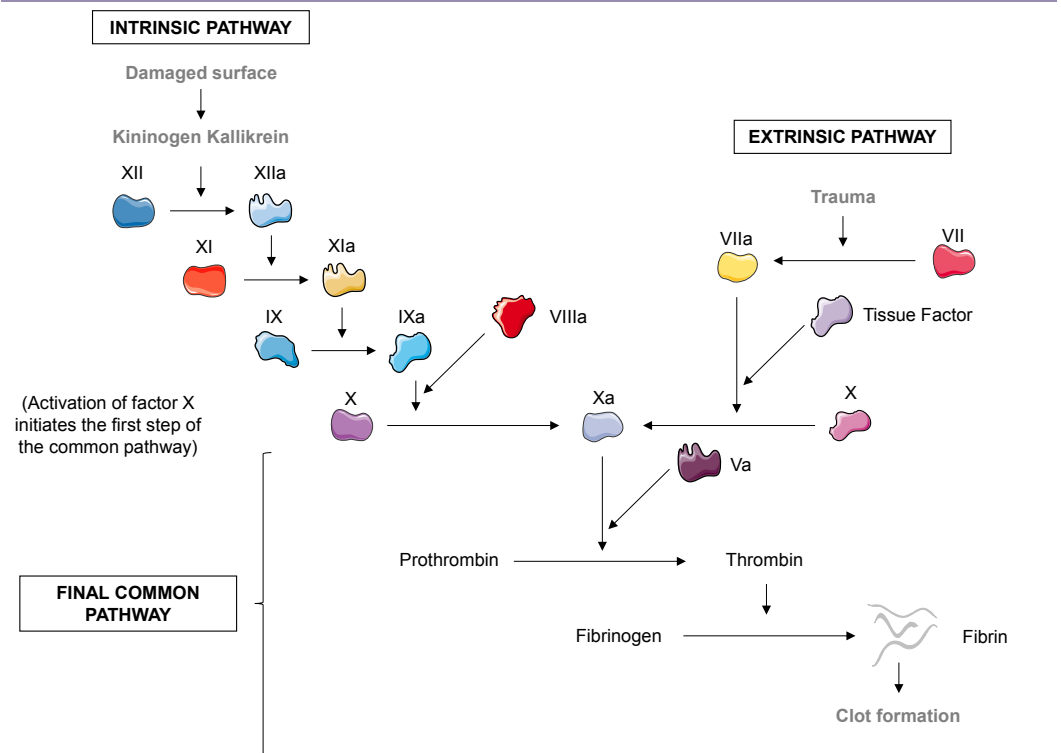 INTRINSIC PATHWAY
Damaged surface
Kininogen Kallikrein
XII
XIIa
XI
XIa
IX
IXa
VIIIa
(Activation of factor X
initiates the first step of
the common pathway)
X
Xa
EXTRINSIC PATHWAY
Trauma
VIIa
VII
Tissue Factor
X
Va
FINAL COMMON
PATHWAY
Prothrombin
Thrombin
Fibrinogen
Fibrin
Clot formation